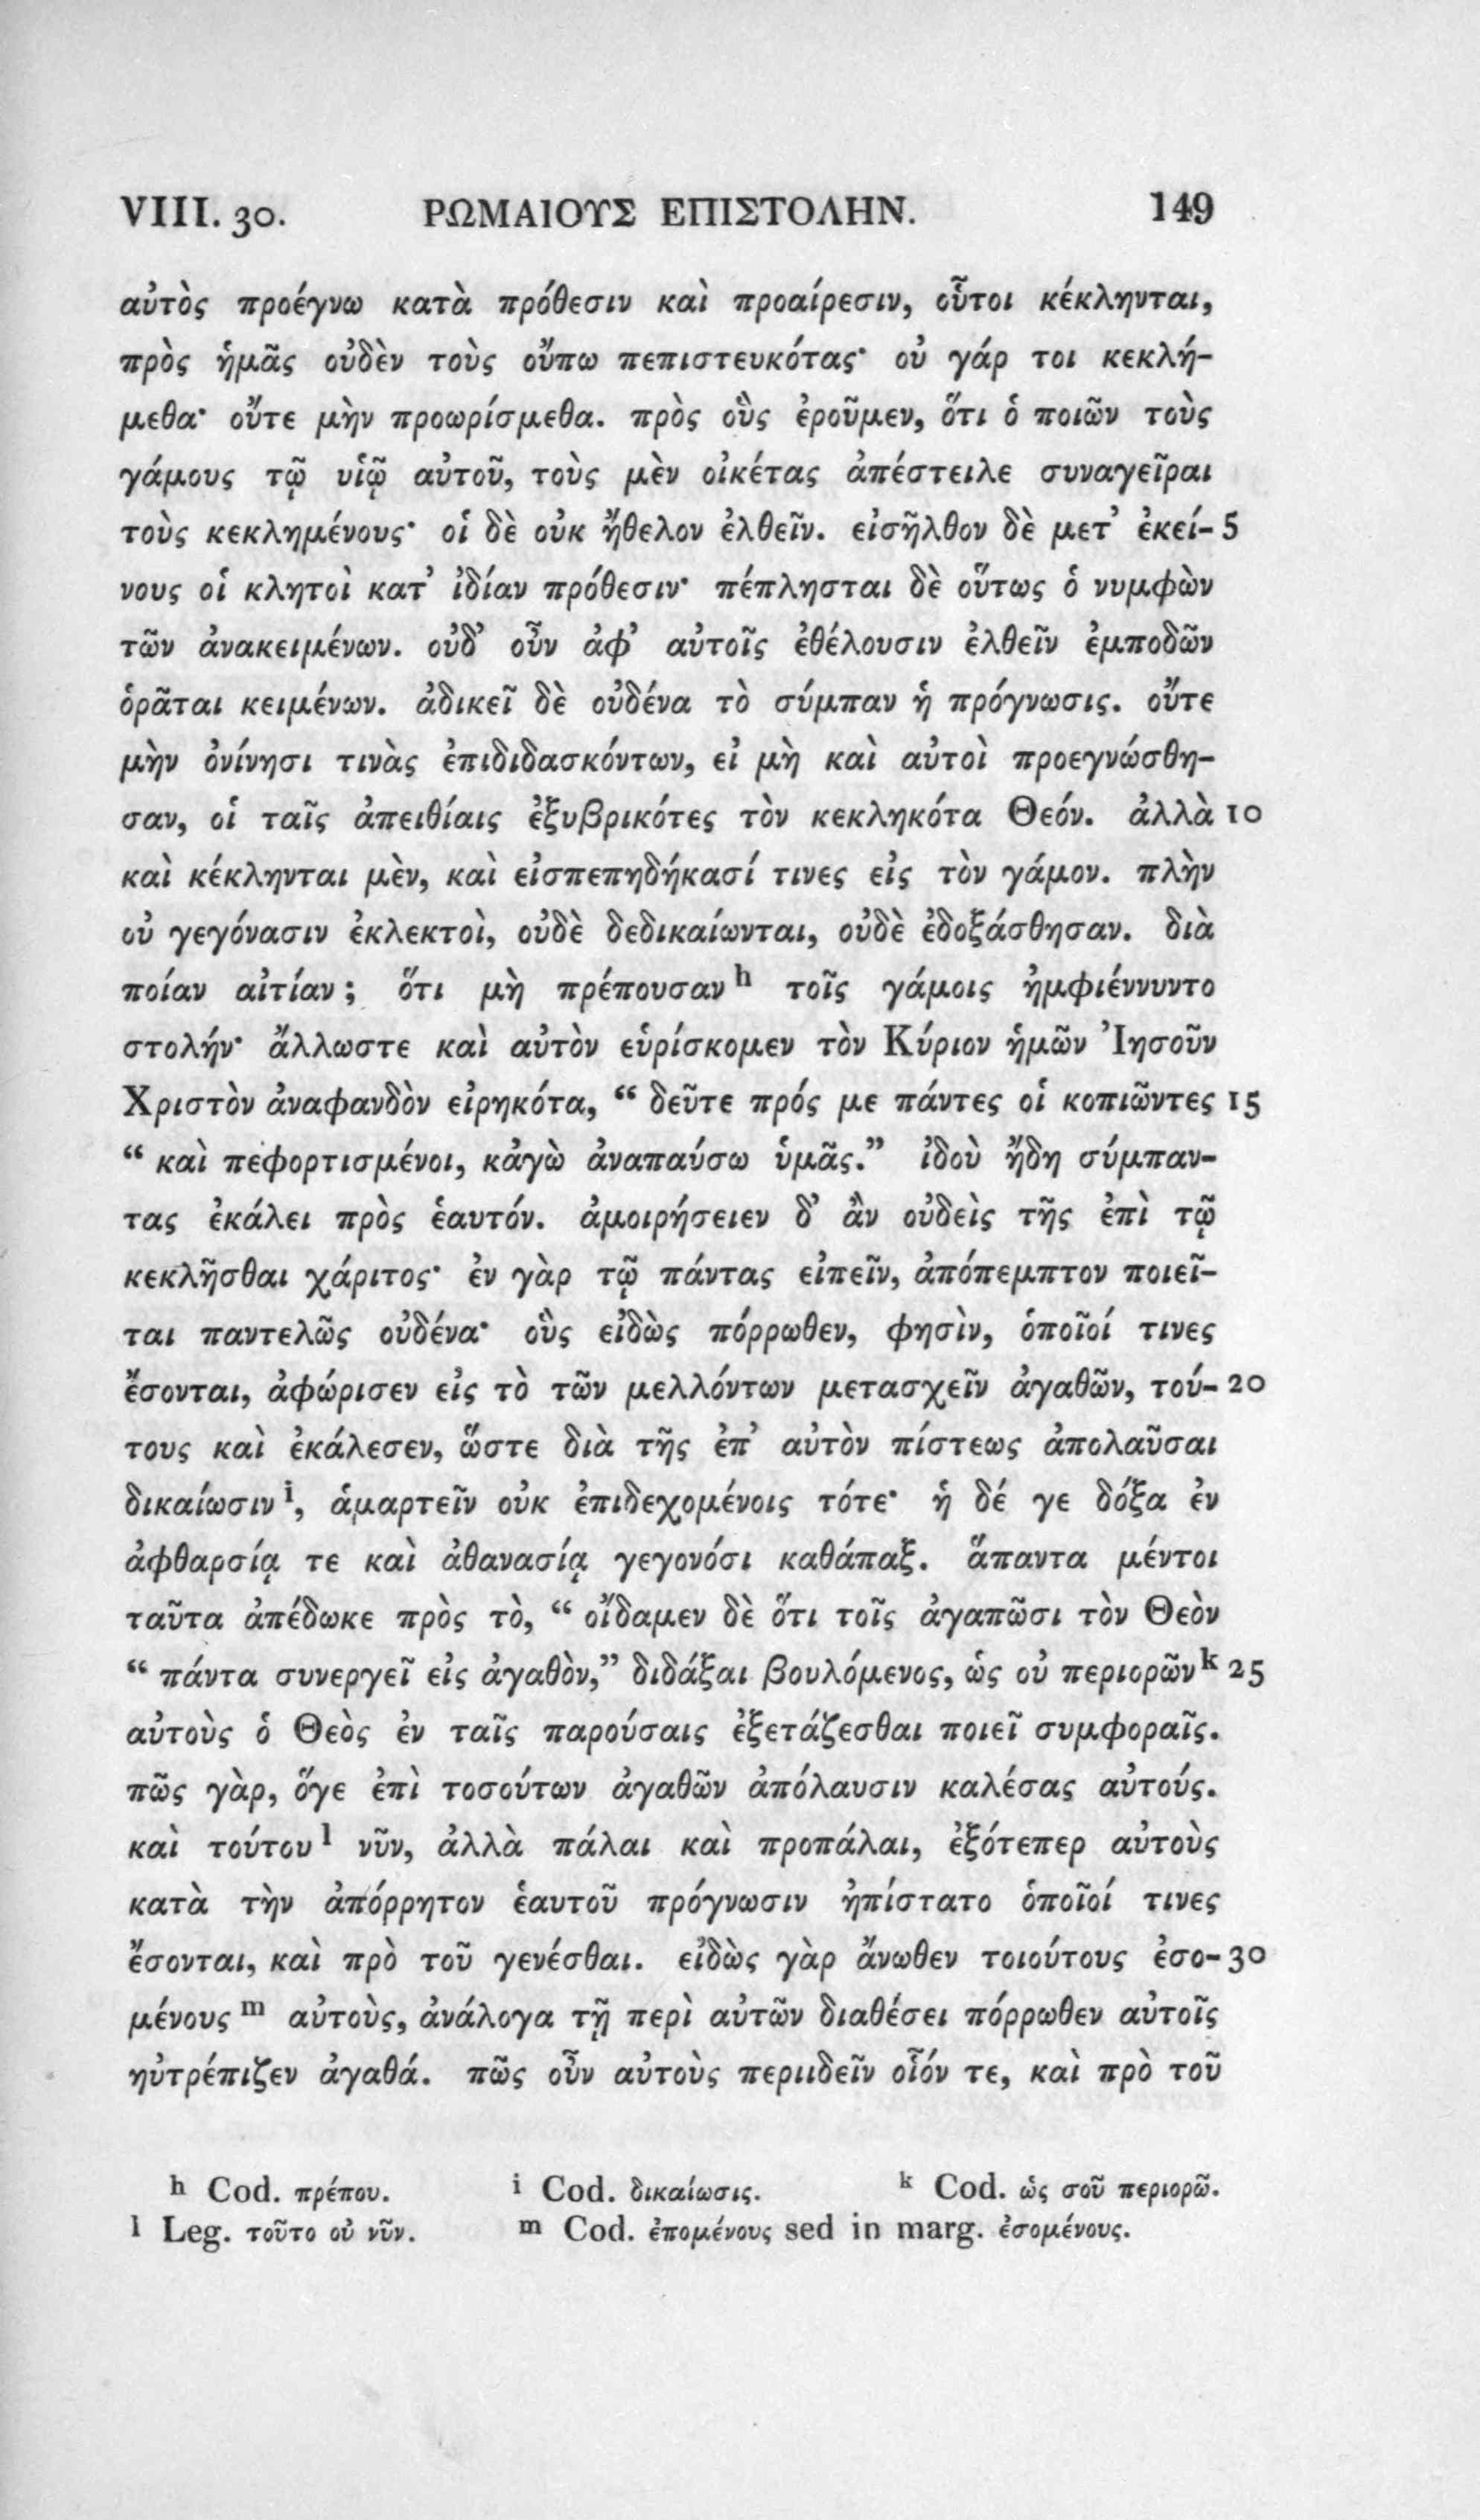 VIII. 30. ΡΩΜΑΙΟΥΣ ΕΠΙΣΤΟΛΗΝ. 149
αὐτὸς προέγνω κατὰ πρόθεσιν καὶ προαίρεσιν, οὗτοι κέκληνται,
πρὸς ἡμᾶς οὐδὲν τοὺς οὔπω πεπιστευκότας· οὐ γάρ τοι κεκλή-
μεθα· οὔτε μὴν προωρίσμεθα. πρὸς οὓς ἐροῦμεν, ὅτι ὁ ποιῶν τοὺς
γάμους τῷ υἱῷ αὐτοῦ, τοὺς μὲν οἰκέτας ἀπέστειλε συναγεῖραι
τοὺς κεκλημένους· οἱ δὲ οὐκ ἤθελον ἐλθεῖν. εἰσῆλθον δὲ μετ’ ἐκεί- 5
νους οἱ κλητοὶ κατ’ ἰδίαν πρόθεσιν· πέπλησται δὲ οὕτως ὁ νυμφὼν
τῶν ἀνακειμένων. οὐδ’ οὖν ἀφ’ αὐτοῖς ἐθέλουσιν ἐλθεῖν ἐμποδῶν
ὁρᾶται κειμένων. ἀδικεῖ δὲ οὐδένα τὸ σύμπαν ἡ πρόγνωσις. οὔτε
μὴν ὀνίνησι τινὰς ἐπιδιδασκόντων, εἰ μὴ καὶ αὐτοὶ προεγνώσθη-
σαν, οἱ ταῖς ἀπειθίαις ἐξυβρικότες τὸν κεκληκότα Θεόν. ἀλλὰ 10
καὶ κέκληνται μὲν, καὶ εἰσπεπηδήκασί τινες εἰς τὸν γάμον. πλὴν
οὐ γεγόνασιν ἐκλεκτοὶ, οὐδὲ δεδικαίωνται, οὐδὲ ἐδοξάσθησαν. διὰ
ποίαν αἰτίαν ; ὅτι μὴ πρέπουσαν h τοῖς γάμοις ἠμφιέννυντο
στολήν· ἄλλωστε καὶ αὐτὸν εὑρίσκομεν τὸν Κύριον ἡμῶν Ἰησοῦν
Χριστὸν ἀναφανδὸν εἰρηκότα, “ δεῦτε πρός με πάντες οἱ κοπιῶντες 15
“ καὶ πεφορτισμένοι, κἀγὼ ἀναπαύσω ὑμᾶς.” ἰδοὺ ἤδη σύμπαν-
τας ἐκάλει πρὸς ἑαυτόν. ἀμοιρήσειεν δ’ ἂν οὐδεὶς τῆς ἐπὶ τῷ
κεκλῆσθαι χάριτος· ἐν γὰρ τῷ πάντας εἰπεῖν, ἀπόπεμπτον ποιεῖ-
ται παντελῶς οὐδένα· οὓς εἰδὼς πόρρωθεν, φησὶν, ὁποῖοί τινες
ἔσονται, ἀφώρισεν εἰς τὸ τῶν μελλόντων μετασχεῖν ἀγαθῶν, τού- 20
τους καὶ ἐκάλεσεν, ὥστε διὰ τῆς ἐπ’ αὐτὸν πίστεως ἀπολαῦσαι
δικαίωσιν i, ἁμαρτεῖν οὐκ ἐπιδεχομένοις τότε· ἡ δέ γε δόξα ἐν
ἀφθαρσίᾳ τε καὶ ἀθανασίᾳ γεγονόσι καθάπαξ. ἅπαντα μέντοι
ταῦτα ἀπέδωκε πρὸς τὸ, “ οἴδαμεν δὲ ὅτι τοῖς ἀγαπῶσι τὸν Θεὸν
“ πάντα συνεργεῖ εἰς ἀγαθὸν,” διδάξαι βουλόμενος, ὡς οὐ περιορῶν k 25
αὐτοὺς ὁ Θεὸς ἐν ταῖς παρούσαις ἐξετάζεσθαι ποιεῖ συμφοραῖς.
πῶς γὰρ, ὅγε ἐπὶ τοσούτων ἀγαθῶν ἀπόλαυσιν καλέσας αὐτούς.
καὶ τούτου l νῦν, ἀλλὰ πάλαι καὶ προπάλαι, ἐξότεπερ αὐτοὺς
κατὰ τὴν ἀπόρρητον ἑαυτοῦ πρόγνωσιν ἠπίστατο ὁποῖοί τινες
ἔσονται, καὶ πρὸ τοῦ γενέσθαι. εἰδὼς γὰρ ἄνωθεν τοιούτους ἐσο- 30
μένους m αὐτοὺς, ἀνάλογα τῇ περὶ αὐτῶν διαθέσει πόρρωθεν αὐτοῖς
ηὐτρέπιζεν ἀγαθά. πῶς οὖν αὐτοὺς περιιδεῖν οἷόν τε, καὶ πρὸ τοῦ
h Cod. πρέπου. i Cod. δικαίωσις. k Cod. ὡς σοῦ περιορῶ.
l Leg. τοῦτο οὐ νῦν. m Cod. ἐπομένους sed in marg. ἐσομένους.